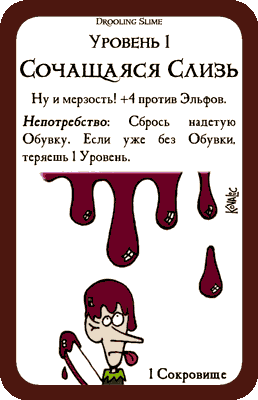 Drooling Slime
Уровень 1
Сочащаяся Слизь
Ну и мерзость! +4 против Эльфов.
Непотребство: Сбрось надетую
Обувку. Если уже без Обувки,
теряешь 1 Уровень.
Kovalic
1 Сокровище